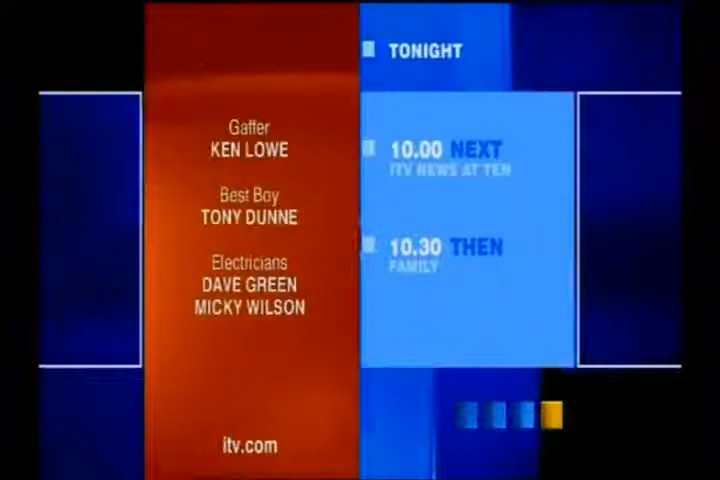 Gaffer
KEN LOWE
Best Boy
TONY DUNNE
Electricians
DAVE GREEN
MICKY WILSON
itv.com
TONIGHT
10.00 NEXT
ITV NEWS AT TEN
10.30 THEN
FAMILY